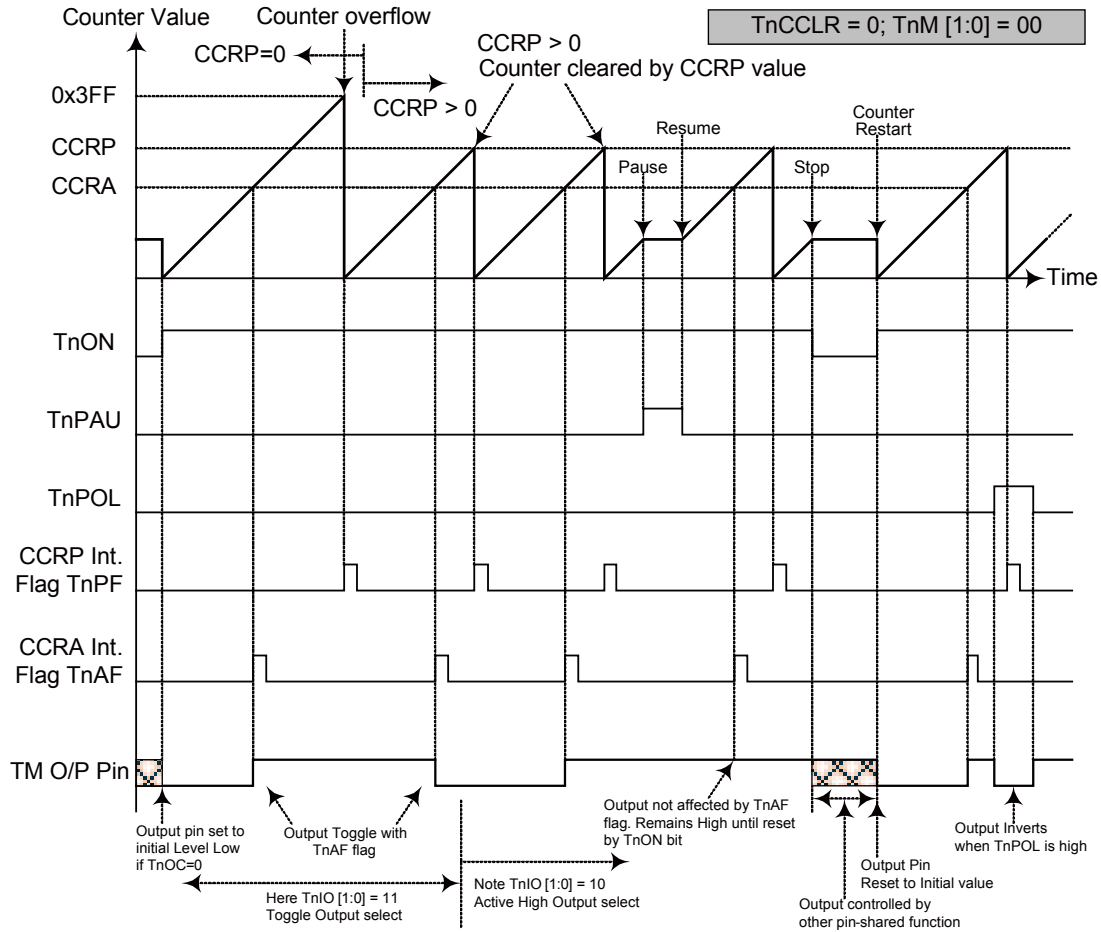 Counter Value
Counter overflow
TnCCLR = 0; TnM [1:0] = 00
CCRP=0
CCRP > 0
CCRP > 0
Counter cleared by CCRP value
0x3FF
CCRP
CCRA
Pause
Resume
Stop
Counter
Restart
Time
TnON
TnPAU
TnPOL
CCRP Int.
Flag TnPF
CCRA Int.
Flag TnAF
TM O/P Pin
Output pin set to
initial Level Low
if TnOC=0
Output Toggle with
TnAF flag
Here TnIO [1:0] = 11
Toggle Output select
Note TnIO [1:0] = 10
Active High Output select
Output not affected by TnAF
flag. Remains High until reset
by TnON bit
Output controlled by
other pin-shared function
Output Pin
Reset to Initial value
Output Inverts
when TnPOL is high